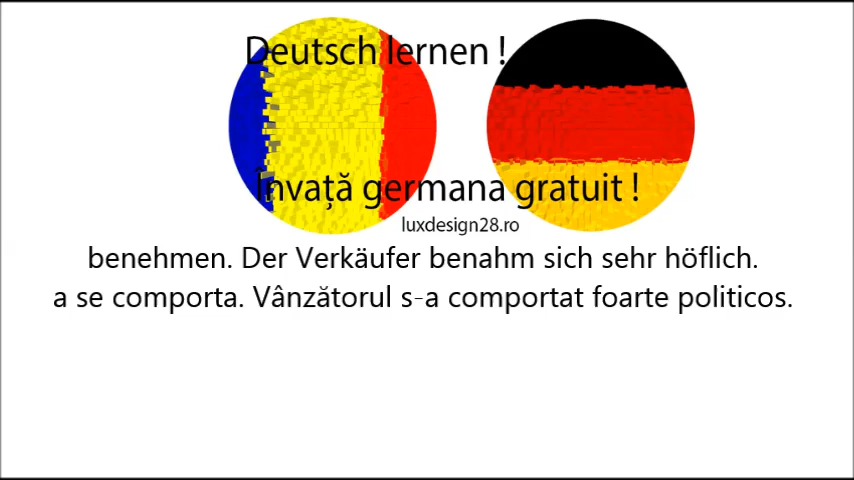 Deutsch lernen !
Învață germana gratuit !
luxdesign28.ro
benehmen. Der Verkäufer benahm sich sehr höflich.
a se comporta. Vânzătorul s-a comportat foarte politicos.